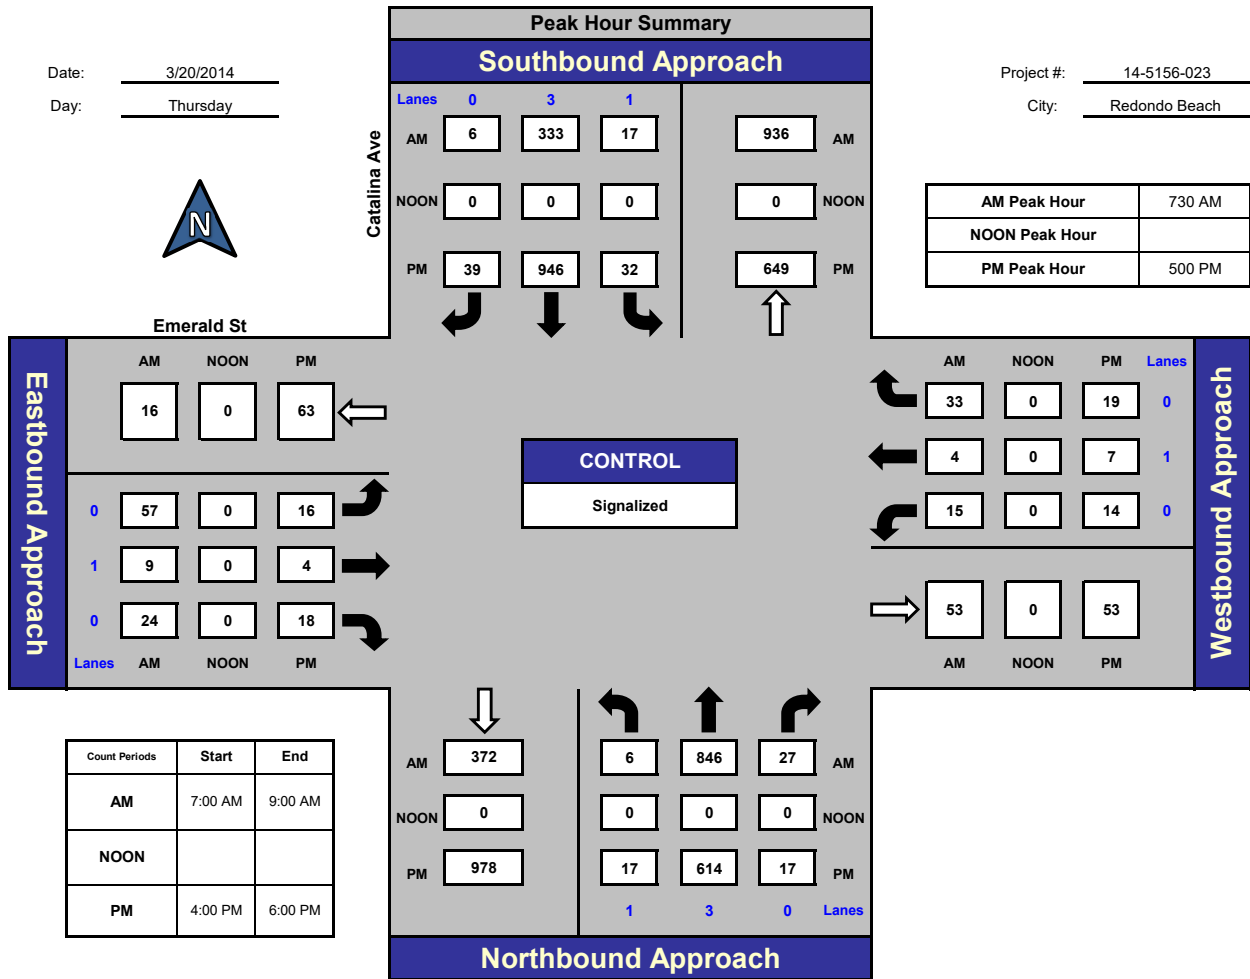 Peak Hour Summary
Southbound Approach
Date: 3/20/2014
Day: Thursday
Project #: 14-5156-023
City: Redondo Beach
N
Catalina Ave
Lanes 0 3 1
AM 6 333 17 936 AM
NOON 0 0 0 0 NOON
PM 39 946 32 649 PM
AM Peak Hour 730 AM
NOON Peak Hour
PM Peak Hour 500 PM
Emerald St
Eastbound Approach
AM NOON PM
16 0 63
0 57 0 16
1 9 0 4
0 24 0 18
Lanes AM NOON PM
CONTROL
Signalized
AM NOON PM Lanes
33 0 19 0
4 0 7 1
15 0 14 0
53 0 53
AM NOON PM
Westbound Approach
Count Periods Start End
AM 7:00 AM 9:00 AM
NOON
PM 4:00 PM 6:00 PM
AM 372 6 846 27 AM
NOON 0 0 0 0 NOON
PM 978 17 614 17 PM
1 3 0 Lanes
Northbound Approach